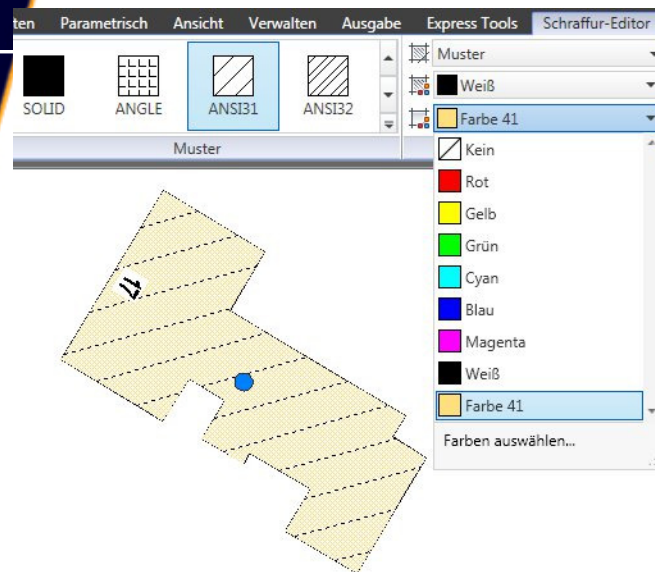 ten Parametrisch Ansicht Verwalten Ausgabe Express Tools Schraffur-Editor
SOLID ANGLE ANSI31 ANSI32
Muster
Muster
Weiß
Farbe 41
Kein
Rot
Gelb
Grün
Cyan
Blau
Magenta
Weiß
Farbe 41
Farben auswählen...